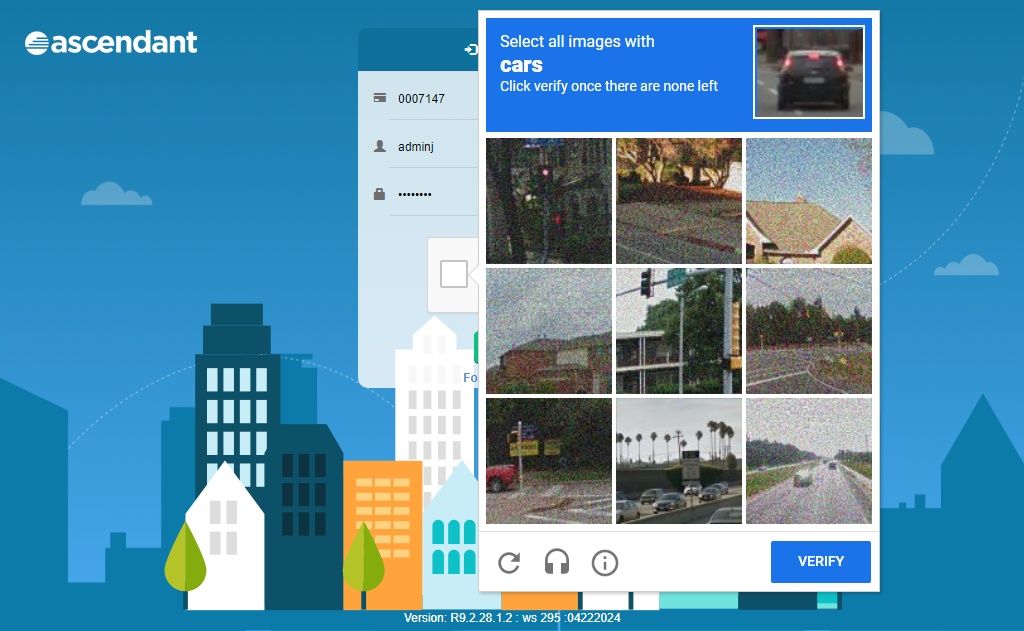 ascendant
0007147
adminj
••••••••
Fo
Select all images with
cars
Click verify once there are none left
VERIFY
Version: R9.2.28.1.2 : ws 295 :04222024